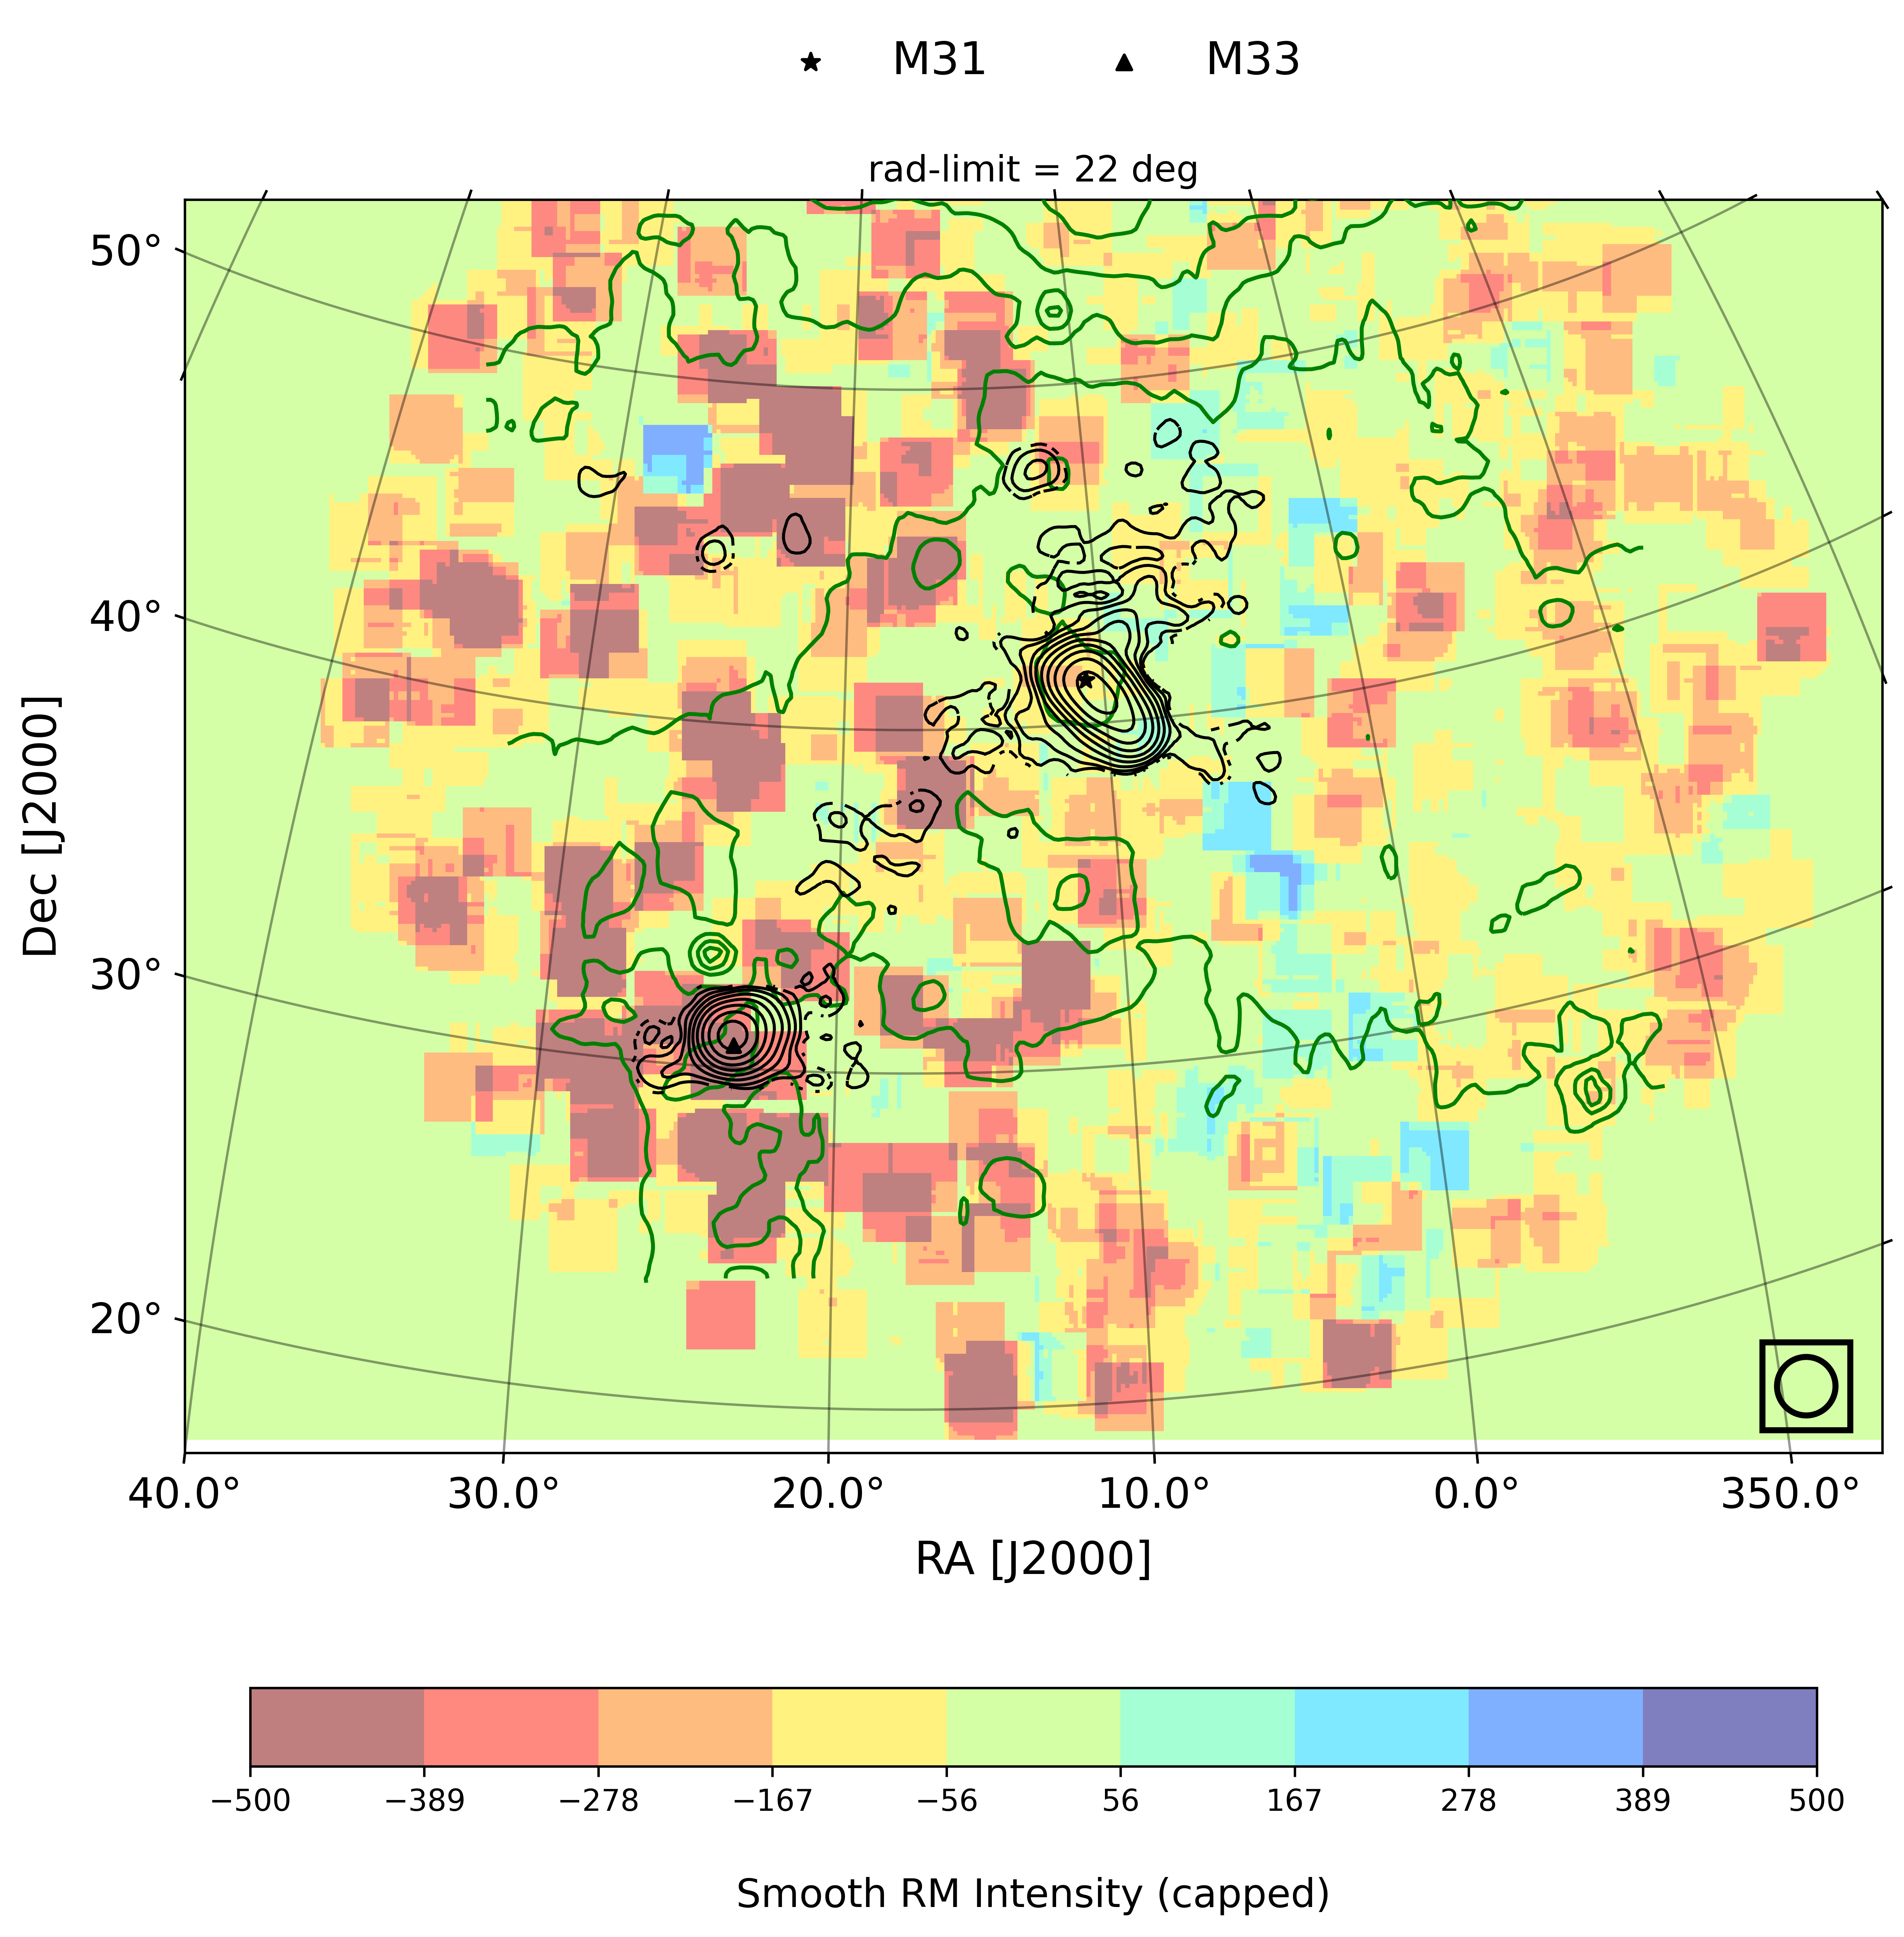 M31 M33
rad-limit = 22 deg
50°
40°
30°
20°
Dec [J2000]
40.0° 30.0° 20.0° 10.0° 0.0° 350.0°
RA [J2000]
−500 −389 −278 −167 −56 56 167 278 389 500
Smooth RM Intensity (capped)